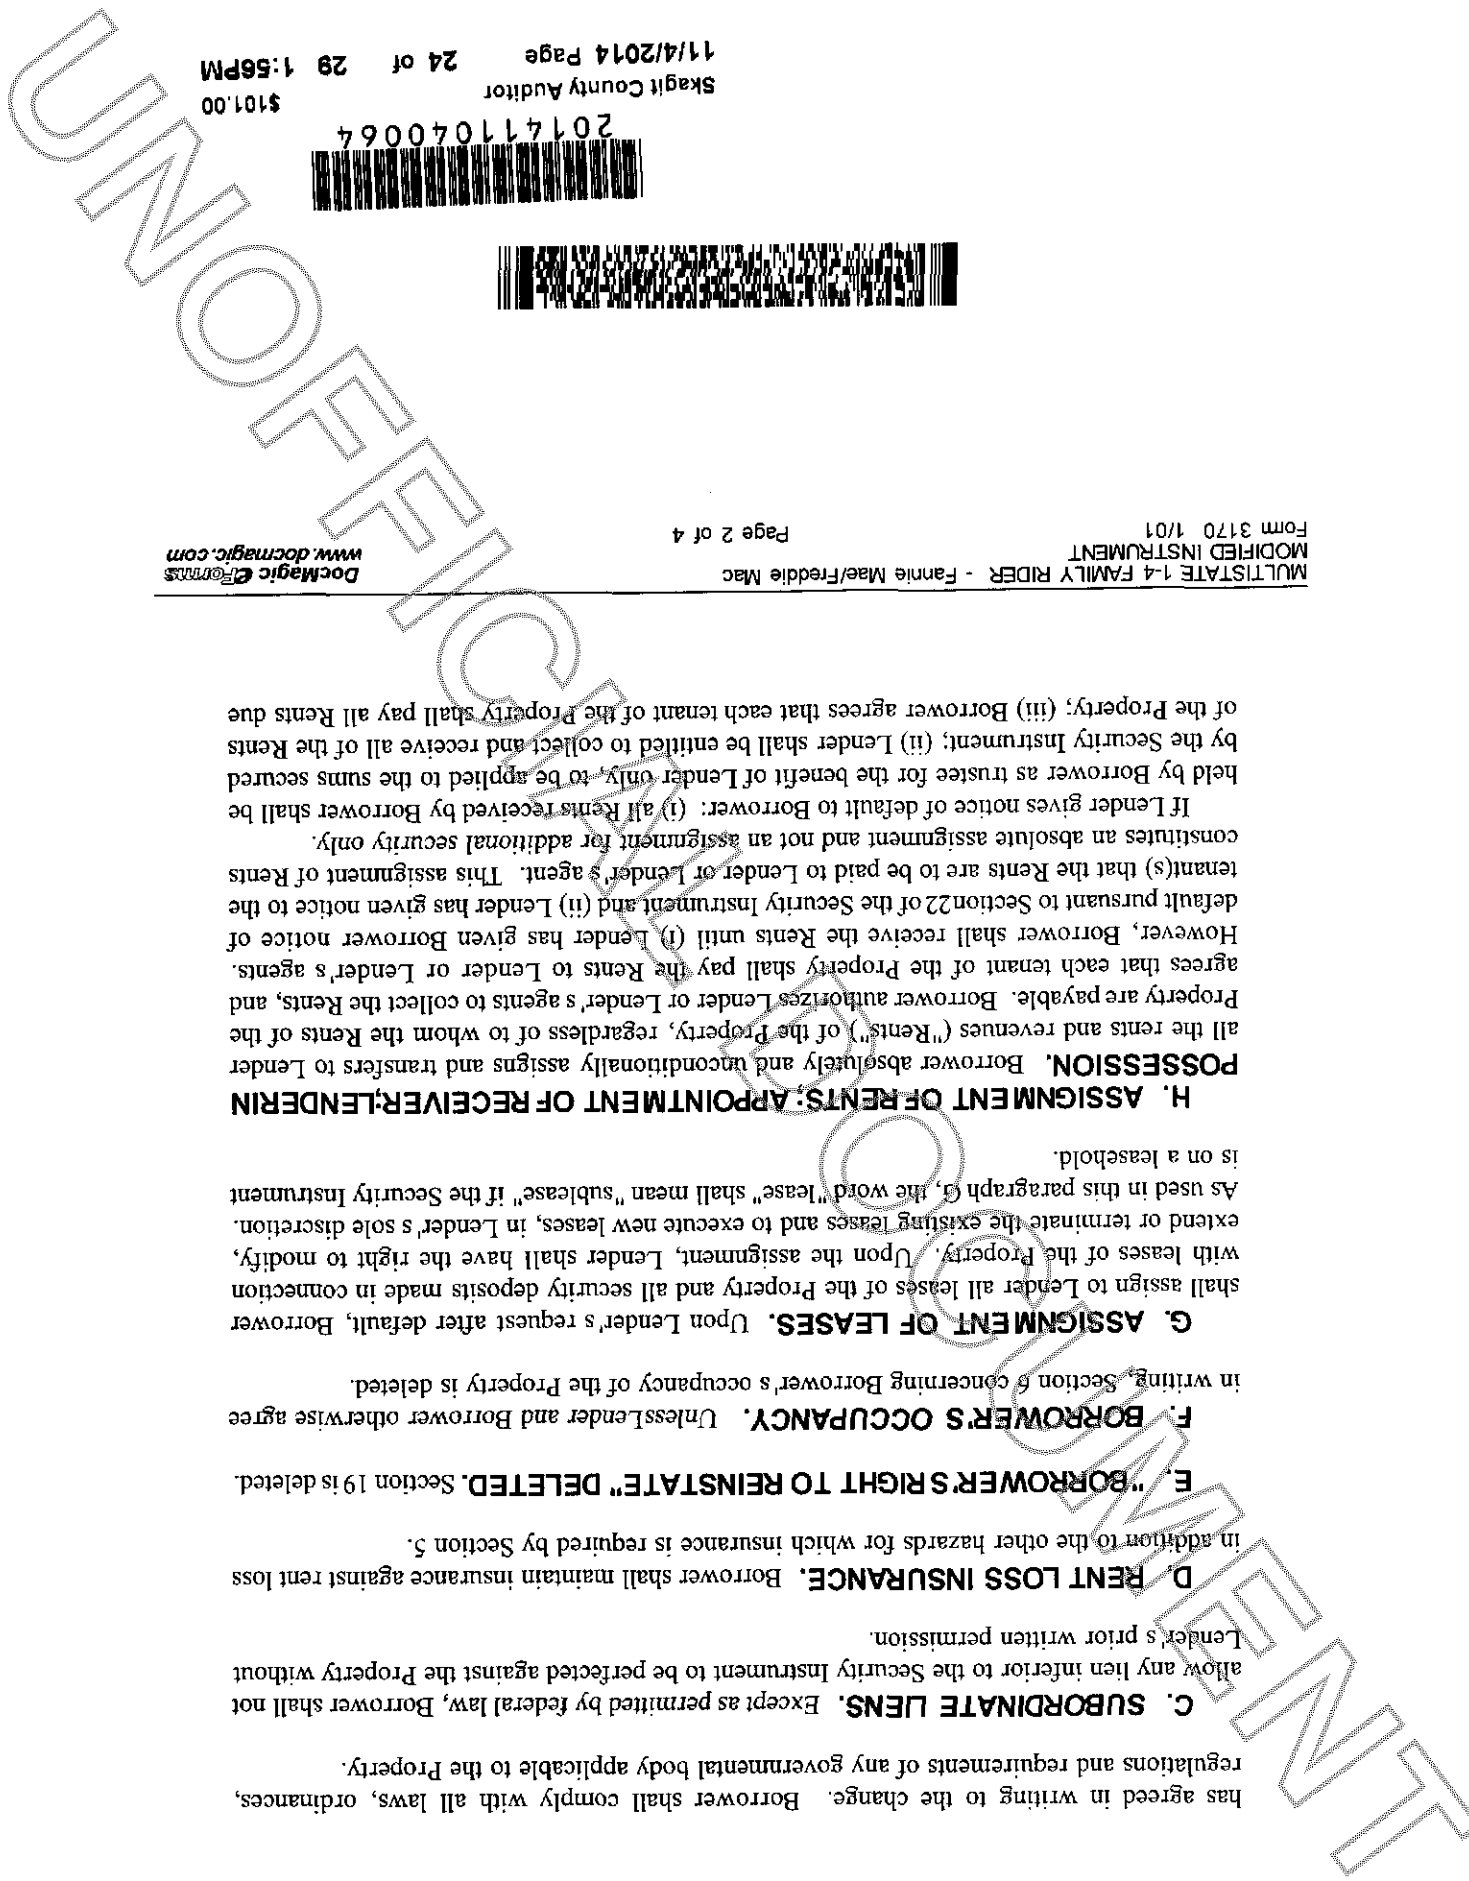 has agreed in writing to the change. Borrower shall comply with all laws, ordinances,
regulations and requirements of any governmental body applicable to the Property.
C. SUBORDINATE LIENS. Except as permitted by federal law, Borrower shall not
allow any lien inferior to the Security Instrument to be perfected against the Property without
Lender's prior written permission.
D. RENT LOSS INSURANCE. Borrower shall maintain insurance against rent loss
in addition to the other hazards for which insurance is required by Section 5.
E. "BORROWER'S RIGHT TO REINSTATE" DELETED. Section 19 is deleted.
F. BORROWER'S OCCUPANCY. UnlessLender and Borrower otherwise agree
in writing, Section 6 concerning Borrower's occupancy of the Property is deleted.
G. ASSIGNMENT OF LEASES. Upon Lender's request after default, Borrower
shall assign to Lender all leases of the Property and all security deposits made in connection
with leases of the Property. Upon the assignment, Lender shall have the right to modify,
extend or terminate the existing leases and to execute new leases, in Lender's sole discretion.
As used in this paragraph G, the word "lease" shall mean "sublease" if the Security Instrument
is on a leasehold.
H. ASSIGNMENT OF RENTS; APPOINTMENT OF RECEIVER;LENDERIN
POSSESSION. Borrower absolutely and unconditionally assigns and transfers to Lender
all the rents and revenues ("Rents") of the Property, regardless of to whom the Rents of the
Property are payable. Borrower authorizes Lender or Lender's agents to collect the Rents, and
agrees that each tenant of the Property shall pay the Rents to Lender or Lender's agents.
However, Borrower shall receive the Rents until (i) Lender has given Borrower notice of
default pursuant to Section22 of the Security Instrument and (ii) Lender has given notice to the
tenant(s) that the Rents are to be paid to Lender or Lender's agent. This assignment of Rents
constitutes an absolute assignment and not an assignment for additional security only.
If Lender gives notice of default to Borrower: (i) all Rents received by Borrower shall be
held by Borrower as trustee for the benefit of Lender only, to be applied to the sums secured
by the Security Instrument; (ii) Lender shall be entitled to collect and receive all of the Rents
of the Property; (iii) Borrower agrees that each tenant of the Property shall pay all Rents due
MULTISTATE 1-4 FAMILY RIDER - Fannie Mae/Freddie Mac
MODIFIED INSTRUMENT
Form 3170 1/01
Page 2 of 4
DocMagic eForms
www.docmagic.com
201411040064
Skagit County Auditor $101.00
11/4/2014 Page 24 of 29 1:56PM
UNOFFICIAL DOCUMENT